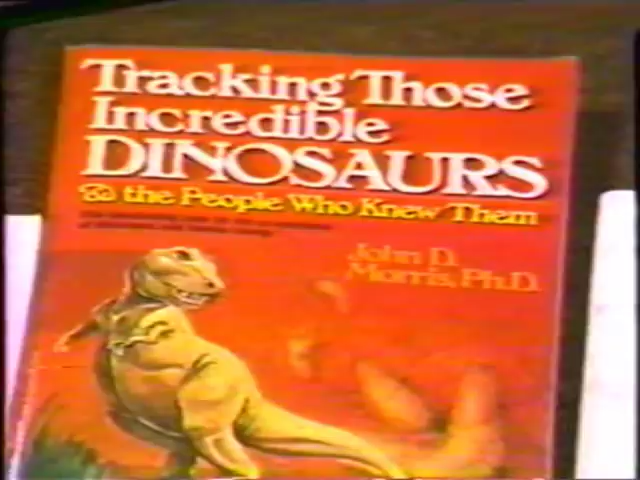 Tracking Those
Incredible
DINOSAURS
& the People Who Knew Them
John D.
Morris, Ph.D.